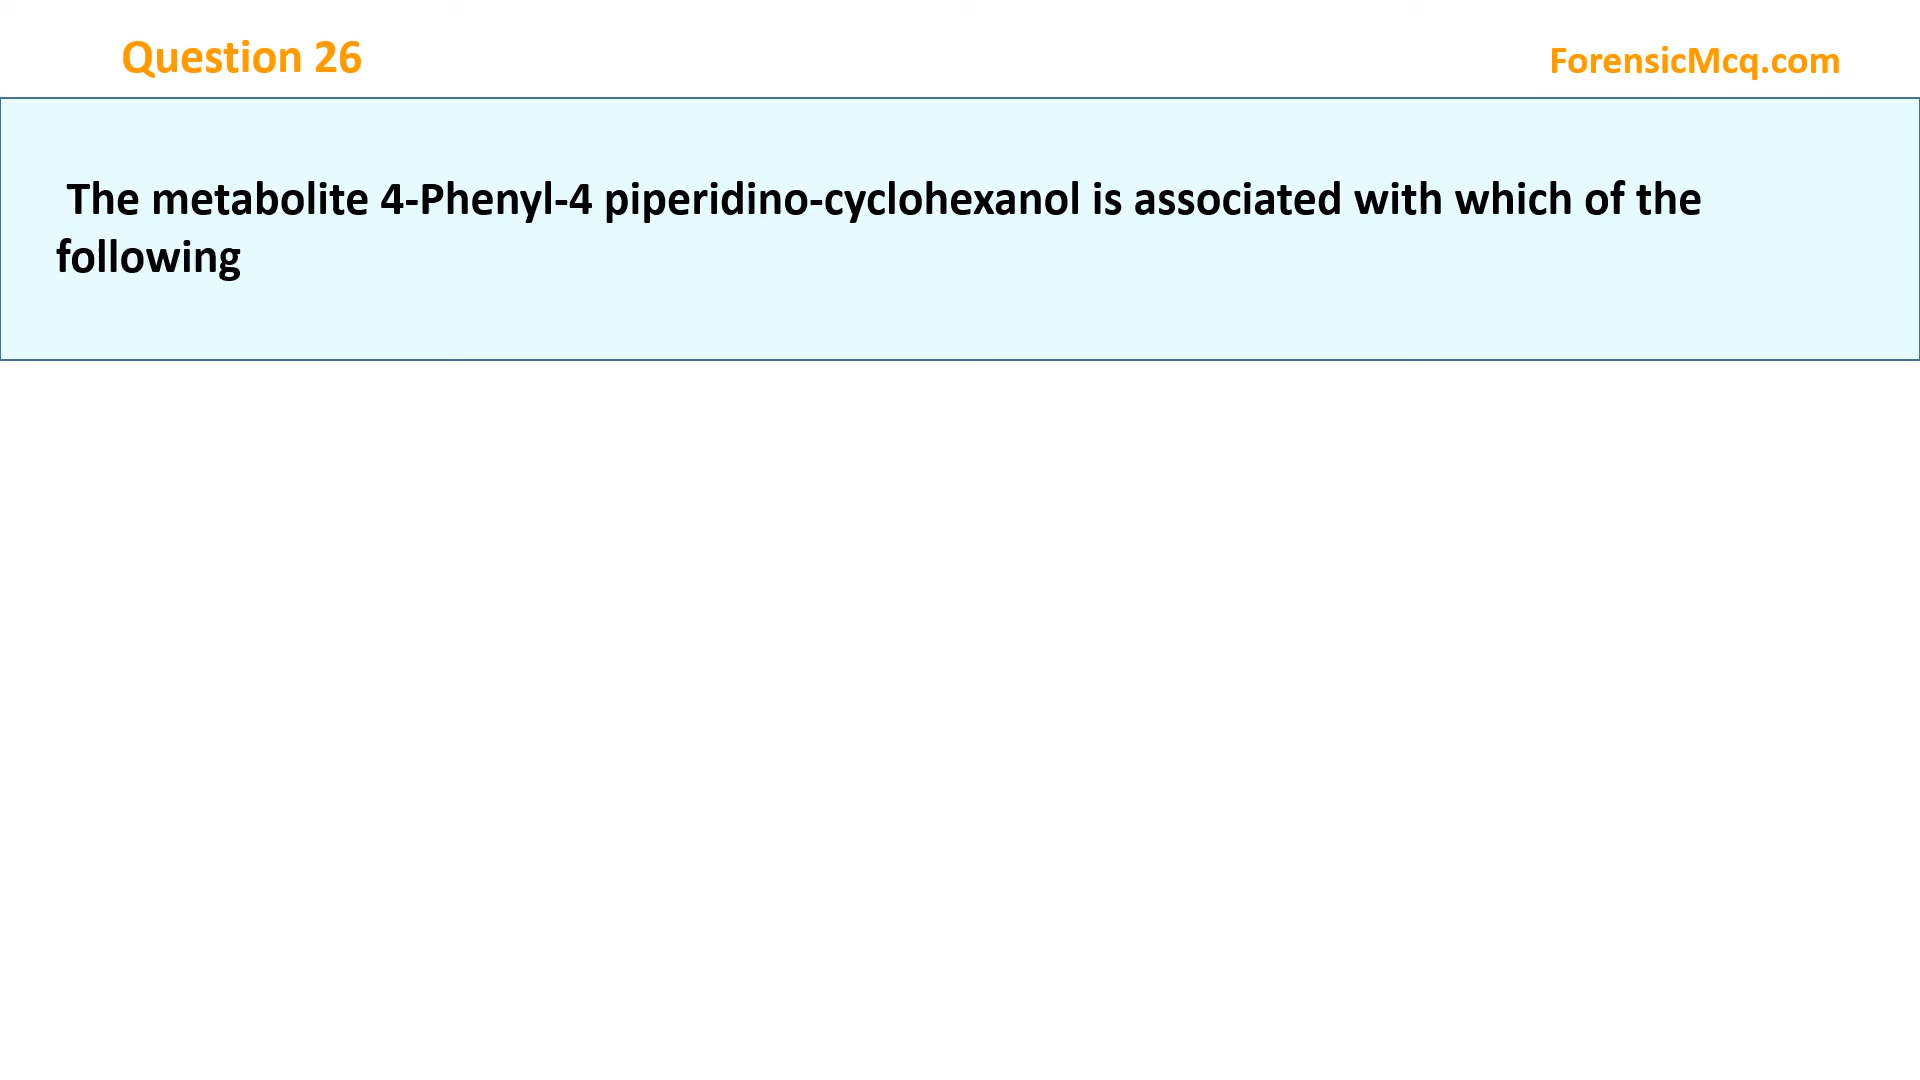 Question 26
ForensicMcq.com
The metabolite 4-Phenyl-4 piperidino-cyclohexanol is associated with which of the
following